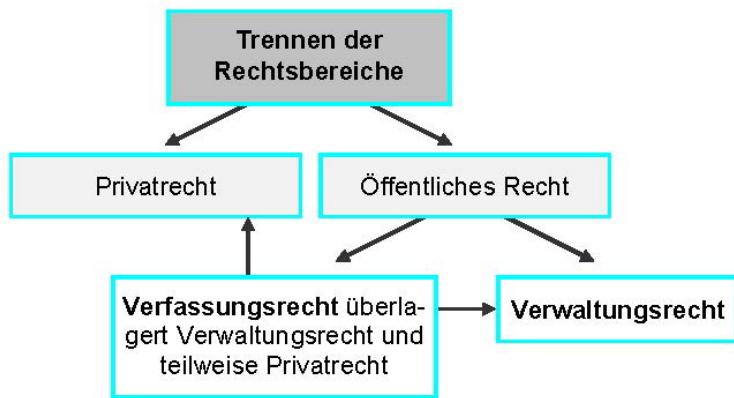 Trennen der
Rechtsbereiche
Privatrecht
Öffentliches Recht
Verfassungsrecht überla-
gert Verwaltungsrecht und
teilweise Privatrecht
Verwaltungsrecht